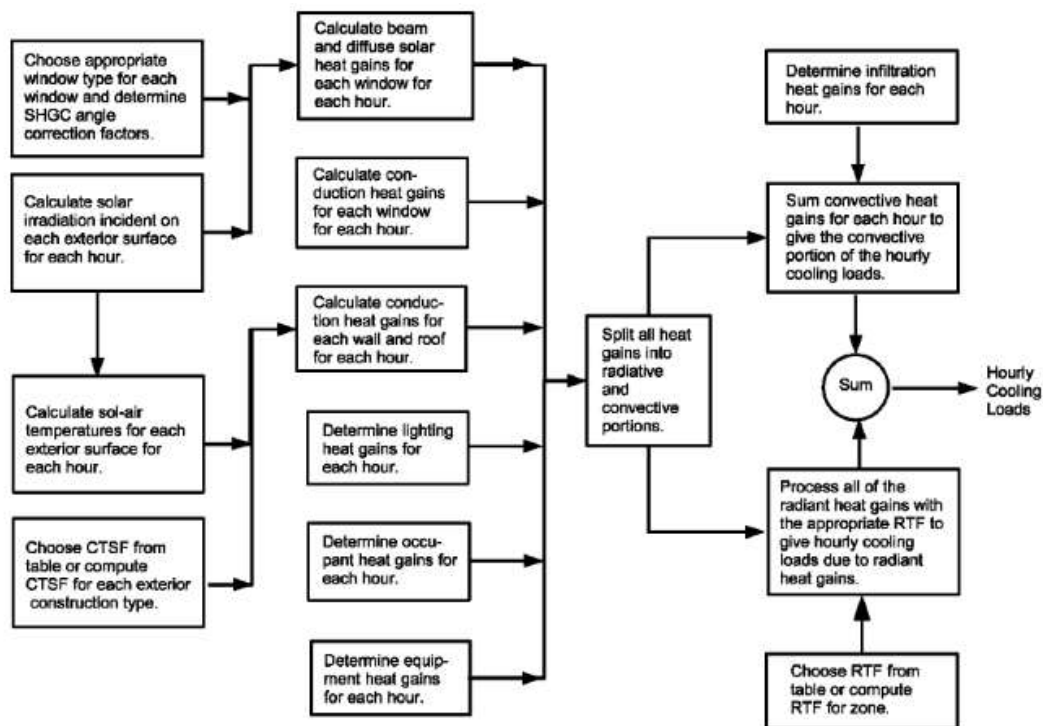 Choose appropriate
window type for each
window and determine
SHGC angle
correction factors.
Calculate solar
irradiation incident on
each exterior surface
for each hour.
Calculate sol-air
temperatures for each
exterior surface for
each hour.
Choose CTSF from
table or compute
CTSF for each exterior
construction type.
Calculate beam
and diffuse solar
heat gains for
each window for
each hour.
Calculate con-
duction heat gains
for each window
for each hour.
Calculate conduc-
tion heat gains for
each wall and roof
for each hour.
Determine lighting
heat gains for
each hour.
Determine occu-
pant heat gains for
each hour.
Determine equip-
ment heat gains
for each hour.
Split all heat
gains into
radiative
and
convective
portions.
Determine infiltration
heat gains for each
hour.
Sum convective heat
gains for each hour to
give the convective
portion of the hourly
cooling loads.
Sum
Hourly
Cooling
Loads
Process all of the
radiant heat gains with
the appropriate RTF to
give hourly cooling
loads due to radiant
heat gains.
Choose RTF from
table or compute
RTF for zone.